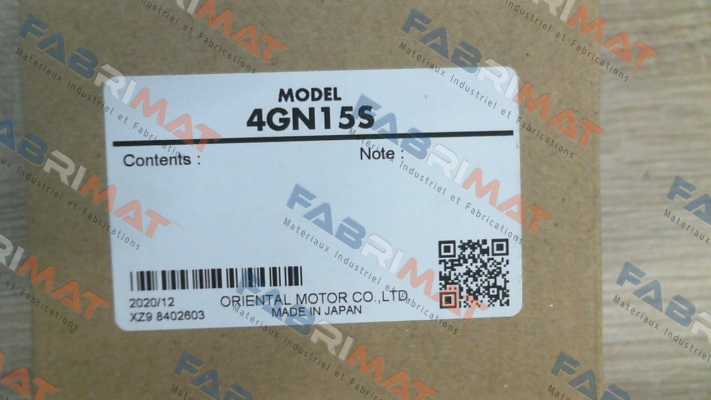 MODEL
4GN15S
Contents :
Note :
2020/12
XZ9 8402603
ORIENTAL MOTOR CO.,LTD
MADE IN JAPAN
FABRIMAT
Matériaux Industriel et Fabrications